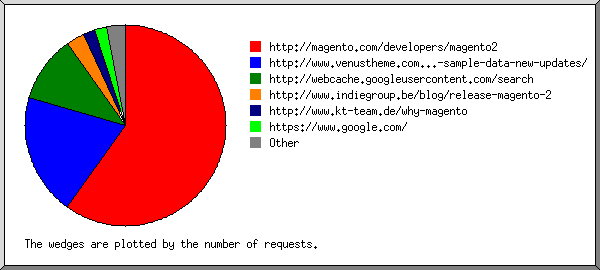 http://magento.com/developers/magento2
http://www.venustheme.com...-sample-data-new-updates/
http://webcache.googleusercontent.com/search
http://www.indiegroup.be/blog/release-magento-2
http://www.kt-team.de/why-magento
https://www.google.com/
Other
The wedges are plotted by the number of requests.